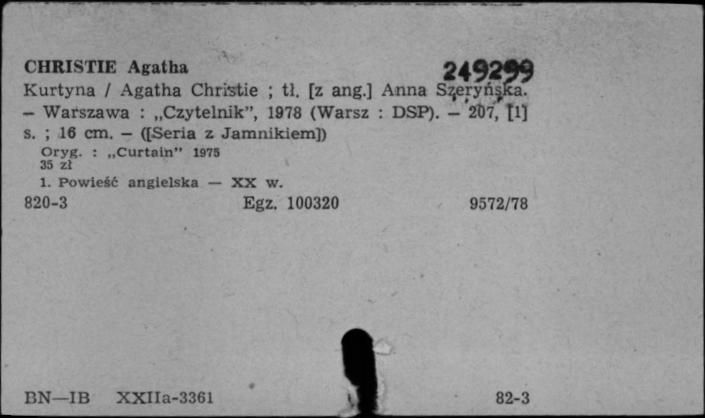 CHRISTIE Agatha 249299
Kurtyna / Agatha Christie ; tł. [z ang.] Anna Szeryńska.
— Warszawa : „Czytelnik”, 1978 (Warsz : DSP). — 207, [1]
s. ; 16 cm. — ([Seria z Jamnikiem])
Oryg. : „Curtain” 1975
35 zł
1. Powieść angielska — XX w.
820-3 Egz. 100320 9572/78
BN—IB XXIIa-3361 82-3